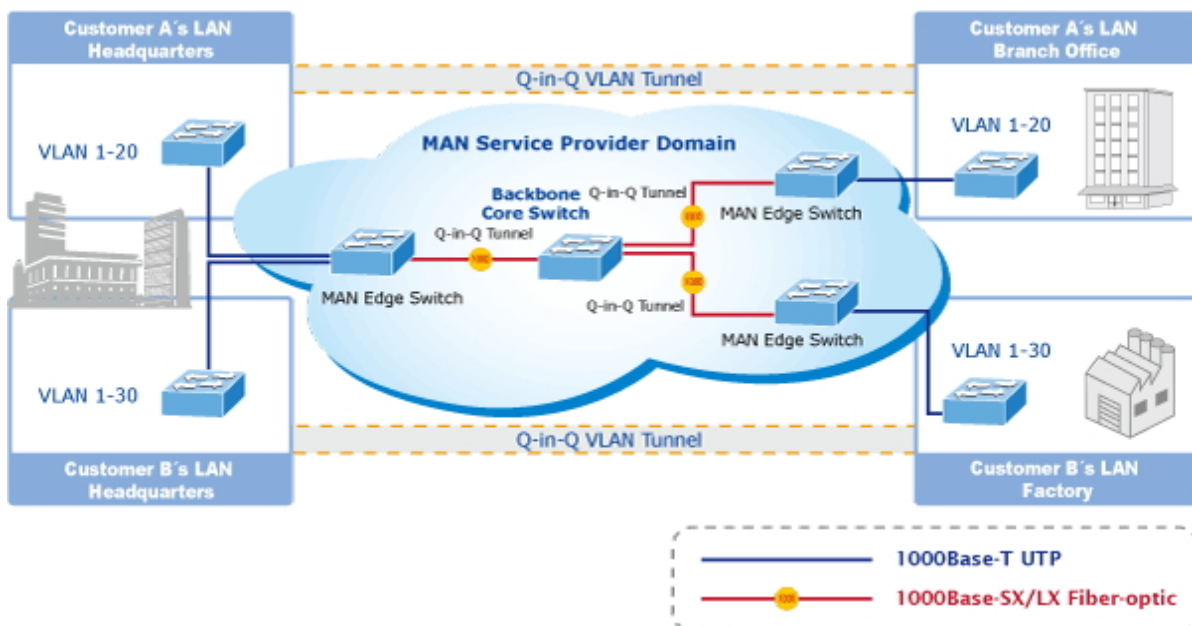 Customer A´s LAN
Headquarters
Customer A´s LAN
Branch Office
Q-in-Q VLAN Tunnel
VLAN 1-20
VLAN 1-20
MAN Service Provider Domain
Q-in-Q Tunnel
Backbone
Core Switch
MAN Edge Switch
Q-in-Q Tunnel
MAN Edge Switch
Q-in-Q Tunnel
MAN Edge Switch
VLAN 1-30
VLAN 1-30
Q-in-Q VLAN Tunnel
Customer B´s LAN
Headquarters
Customer B´s LAN
Factory
1000Base-T UTP
1000Base-SX/LX Fiber-optic